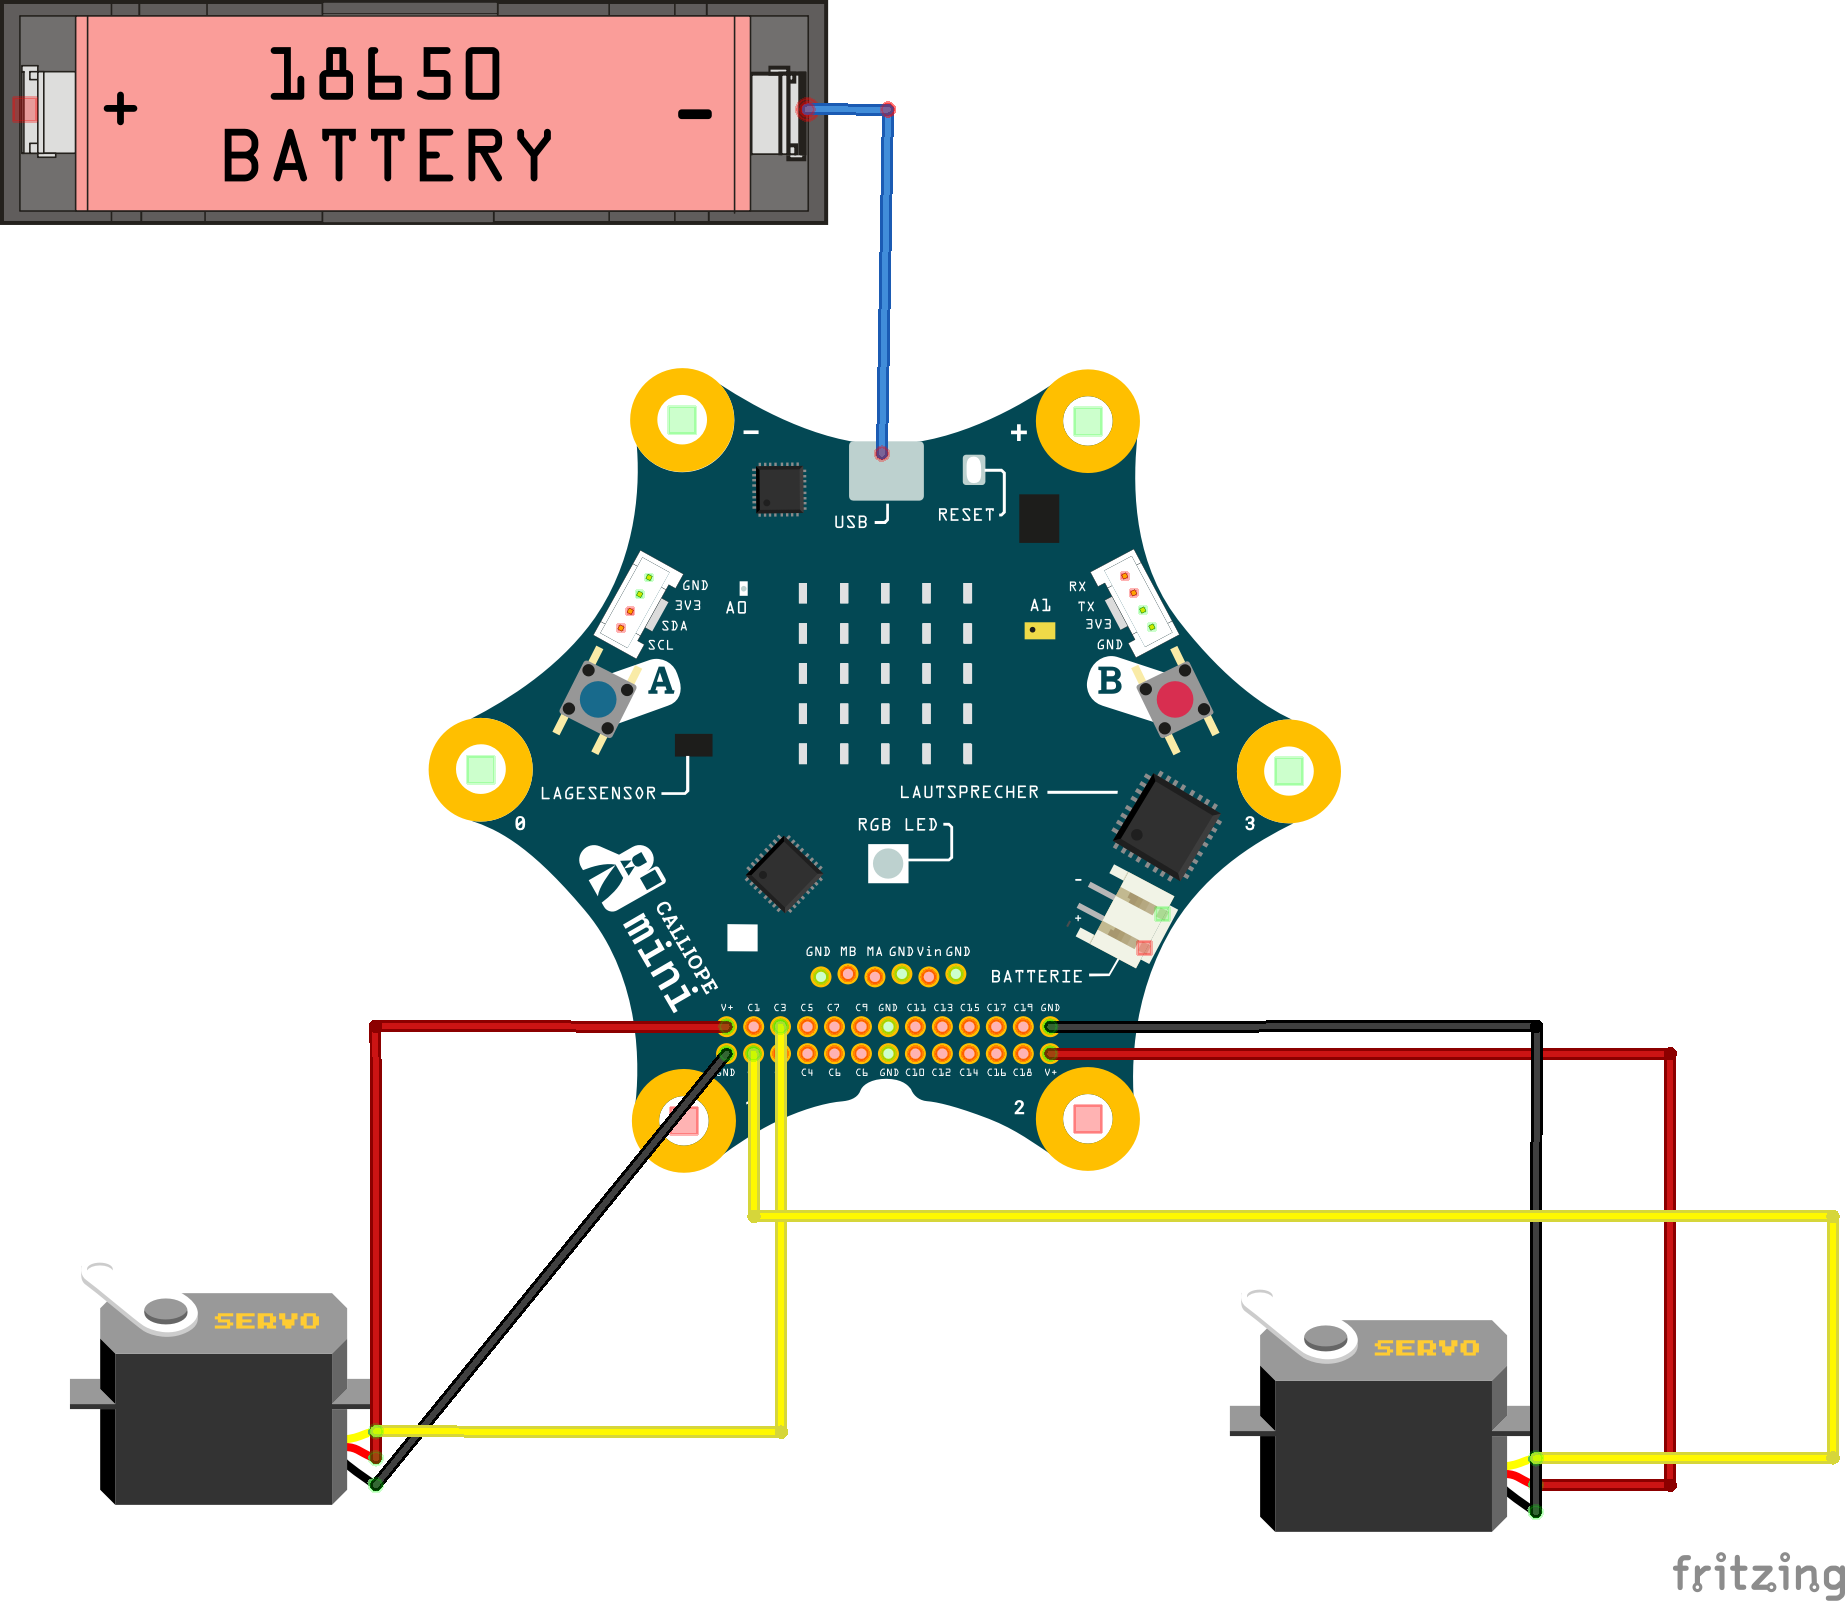 18650
+ -
BATTERY
- +
USB
RESET
GND
3V3
SDA
SCL
A0
A1
RX
TX
3V3
GND
A
B
LAGESENSOR
LAUTSPRECHER
0
3
RGB LED
CALLIOPE
mini
-
+
GND MB MA GND Vin GND
BATTERIE
V+ C1 C3 C5 C7 C9 GND C11 C13 C15 C17 C19 GND
GND C4 C6 C6 GND C10 C12 C14 C16 C18 V+
2
SERVO
SERVO
fritzing